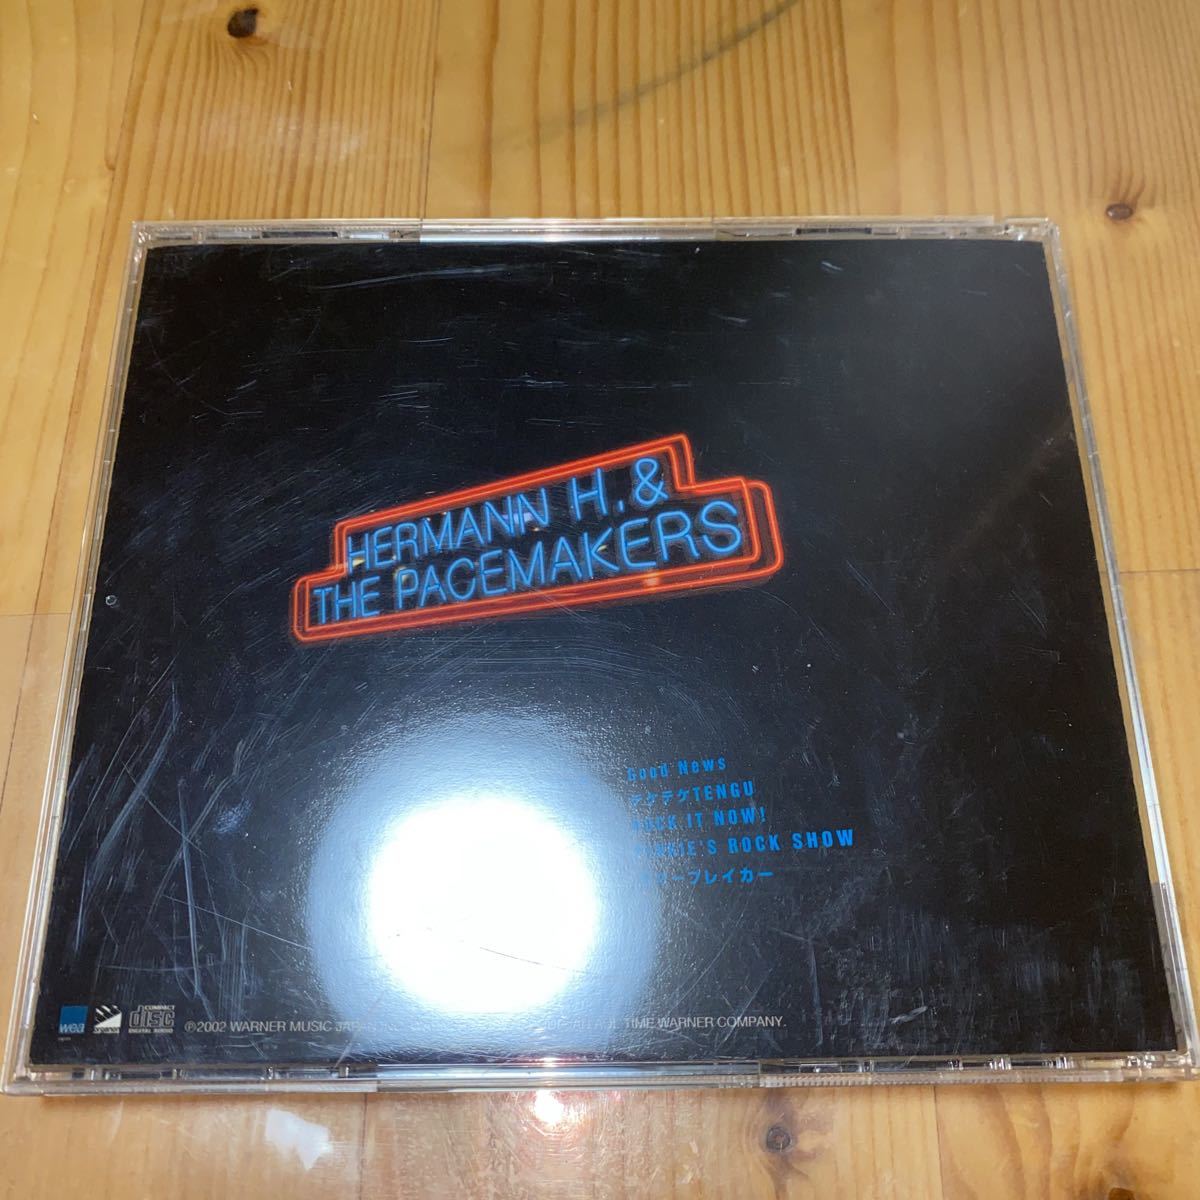 HERMANN H. &
THE PACEMAKERS
Good News
テケテケTENGU
ROCK IT NOW!
PINKIE'S ROCK SHOW
ブレイカー
wea
COMPACT
disc
DIGITAL AUDIO
℗2002 WARNER MUSIC JAPAN TIME WARNER COMPANY.